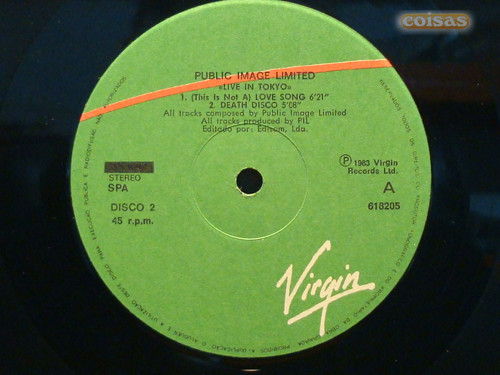 coisas
PUBLIC IMAGE LIMITED
«LIVE IN TOKYO»
1. (This Is Not A) LOVE SONG 6'21"
2. DEATH DISCO 5'08"
All tracks composed by Public Image Limited
All tracks produced by PIL
Editado por: Edisom, Lda.
STEREO
SPA
DISCO 2
45 r.p.m.
Ⓟ 1983 Virgin
Records Ltd.
A
618205
Virgin